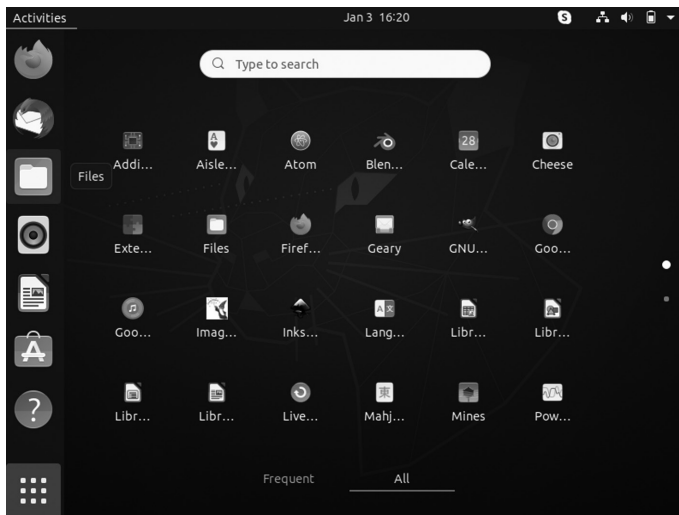 Activities Jan 3 16:20 S
Type to search
Files
Addi... Aisle... Atom Blen... Cale... Cheese
28
Exte... Files Firef... Geary GNU... Goo...
Goo... Imag... Inks... Lang... Libr... Libr...
Libr... Libr... Live... Mahj... Mines Pow...
Frequent All